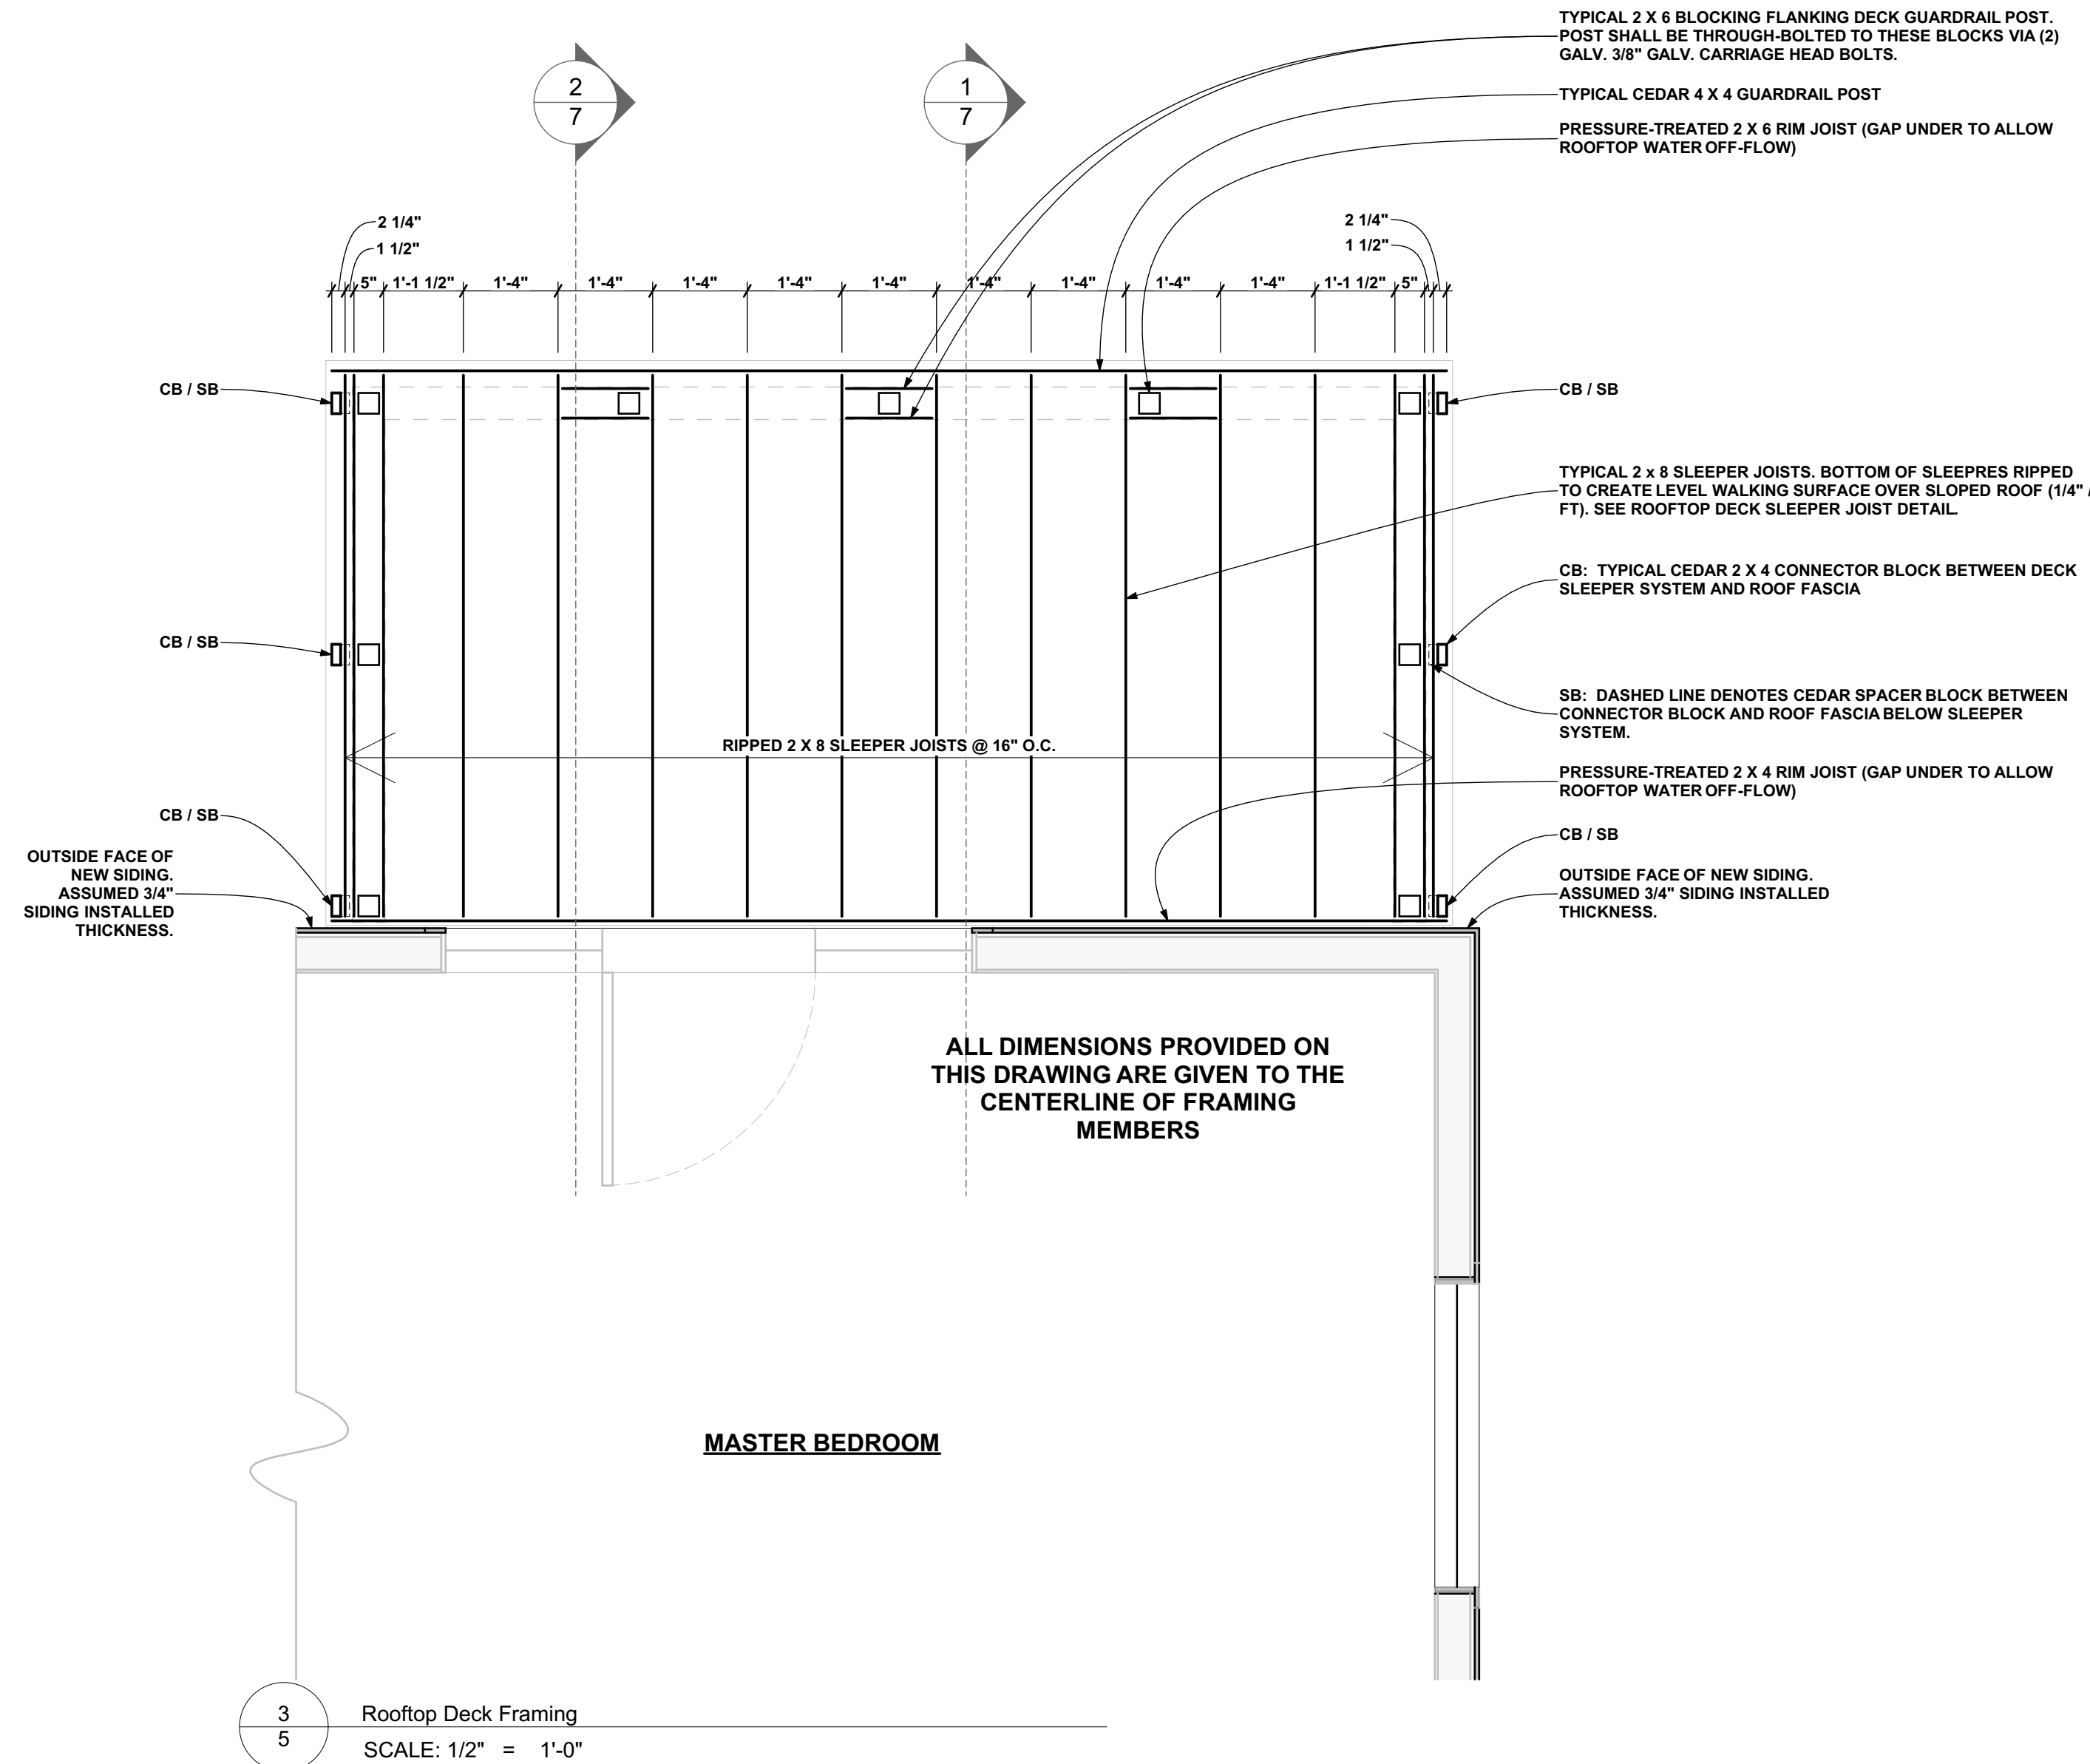 TYPICAL 2 X 6 BLOCKING FLANKING DECK GUARDRAIL POST.
POST SHALL BE THROUGH-BOLTED TO THESE BLOCKS VIA (2)
GALV. 3/8" GALV. CARRIAGE HEAD BOLTS.
2
7
1
7
TYPICAL CEDAR 4 X 4 GUARDRAIL POST
PRESSURE-TREATED 2 X 6 RIM JOIST (GAP UNDER TO ALLOW
ROOFTOP WATER OFF-FLOW)
2 1/4"
1 1/2"
2 1/4"
1 1/2"
5" 1'-1 1/2" 1'-4" 1'-4" 1'-4" 1'-4" 1'-4" 1'-4" 1'-4" 1'-4" 1'-4" 1'-1 1/2" 5"
CB / SB
CB / SB
TYPICAL 2 x 8 SLEEPER JOISTS. BOTTOM OF SLEEPRES RIPPED
TO CREATE LEVEL WALKING SURFACE OVER SLOPED ROOF (1/4" /
FT). SEE ROOFTOP DECK SLEEPER JOIST DETAIL.
CB: TYPICAL CEDAR 2 X 4 CONNECTOR BLOCK BETWEEN DECK
SLEEPER SYSTEM AND ROOF FASCIA
CB / SB
SB: DASHED LINE DENOTES CEDAR SPACER BLOCK BETWEEN
CONNECTOR BLOCK AND ROOF FASCIA BELOW SLEEPER
SYSTEM.
RIPPED 2 X 8 SLEEPER JOISTS @ 16" O.C.
PRESSURE-TREATED 2 X 4 RIM JOIST (GAP UNDER TO ALLOW
ROOFTOP WATER OFF-FLOW)
CB / SB
CB / SB
OUTSIDE FACE OF
NEW SIDING.
ASSUMED 3/4"
SIDING INSTALLED
THICKNESS.
OUTSIDE FACE OF NEW SIDING.
ASSUMED 3/4" SIDING INSTALLED
THICKNESS.
ALL DIMENSIONS PROVIDED ON
THIS DRAWING ARE GIVEN TO THE
CENTERLINE OF FRAMING
MEMBERS
MASTER BEDROOM
3
5
Rooftop Deck Framing
SCALE: 1/2" = 1'-0"